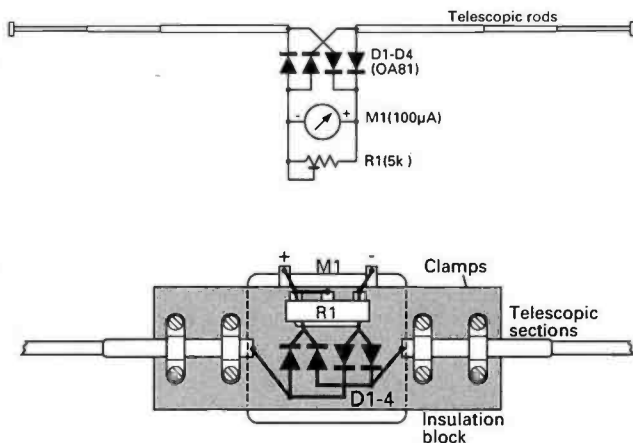 Telescopic rods
D1-D4
(OA81)
- +
M1(100µA)
R1(5k )
+ -
M1
Clamps
R1
Telescopic
sections
D1-4
Insulation
block